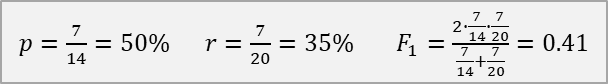 p = 7/14 = 50% r = 7/20 = 35% F₁ = (2·7/14·7/20)/(7/14+7/20) = 0.41